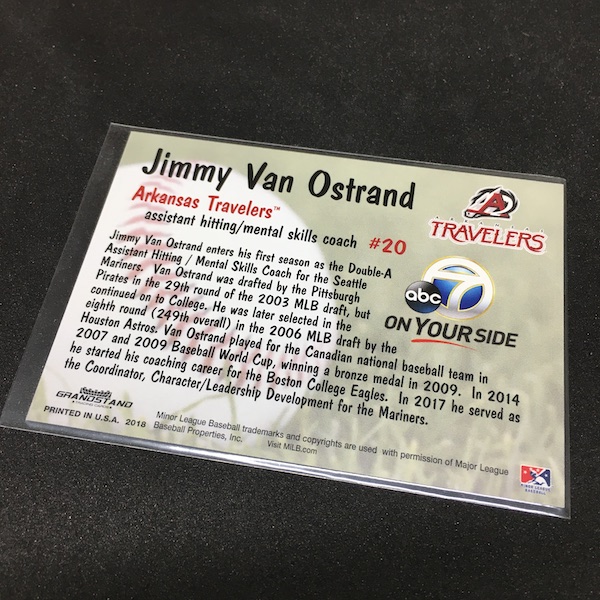 Jimmy Van Ostrand
Arkansas Travelers™
assistant hitting/mental skills coach #20
A
TRAVELERS
Jimmy Van Ostrand enters his first season as the Double-A
Assistant Hitting / Mental Skills Coach for the Seattle
Mariners. Van Ostrand was drafted by the Pittsburgh
Pirates in the 29th round of the 2003 MLB draft, but
continued on to College. He was later selected in the
eighth round (249th overall) in the 2006 MLB draft by the
Houston Astros. Van Ostrand played for the Canadian national baseball team in
2007 and 2009 Baseball World Cup, winning a bronze medal in 2009. In 2014
he started his coaching career for the Boston College Eagles. In 2017 he served as
the Coordinator, Character/Leadership Development for the Mariners.
abc 7
ON YOUR SIDE
GRANDSTAND
PRINTED IN U.S.A. 2018
Minor League Baseball trademarks and copyrights are used with permission of Major League
Baseball Properties, Inc.
Visit MiLB.com
MINOR LEAGUE
BASEBALL